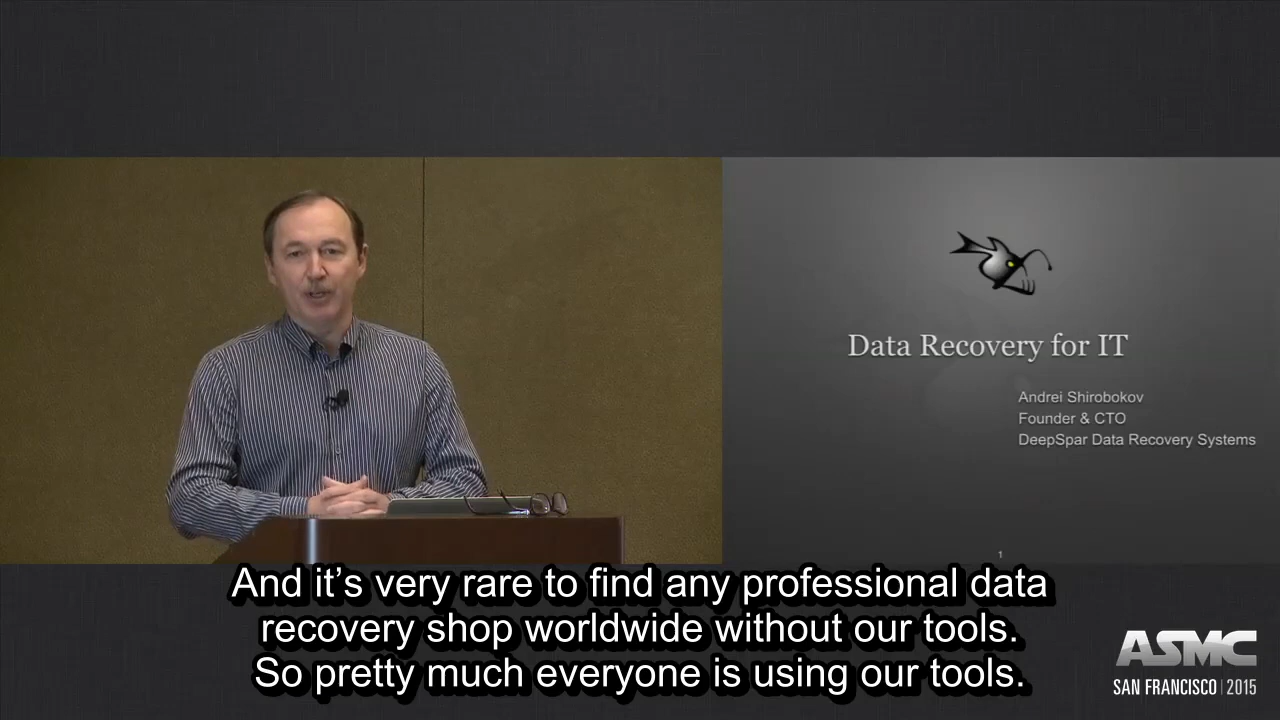 Data Recovery for IT
Andrei Shirobokov
Founder & CTO
DeepSpar Data Recovery Systems
1
And it’s very rare to find any professional data
recovery shop worldwide without our tools.
So pretty much everyone is using our tools.
ASMC
SAN FRANCISCO | 2015